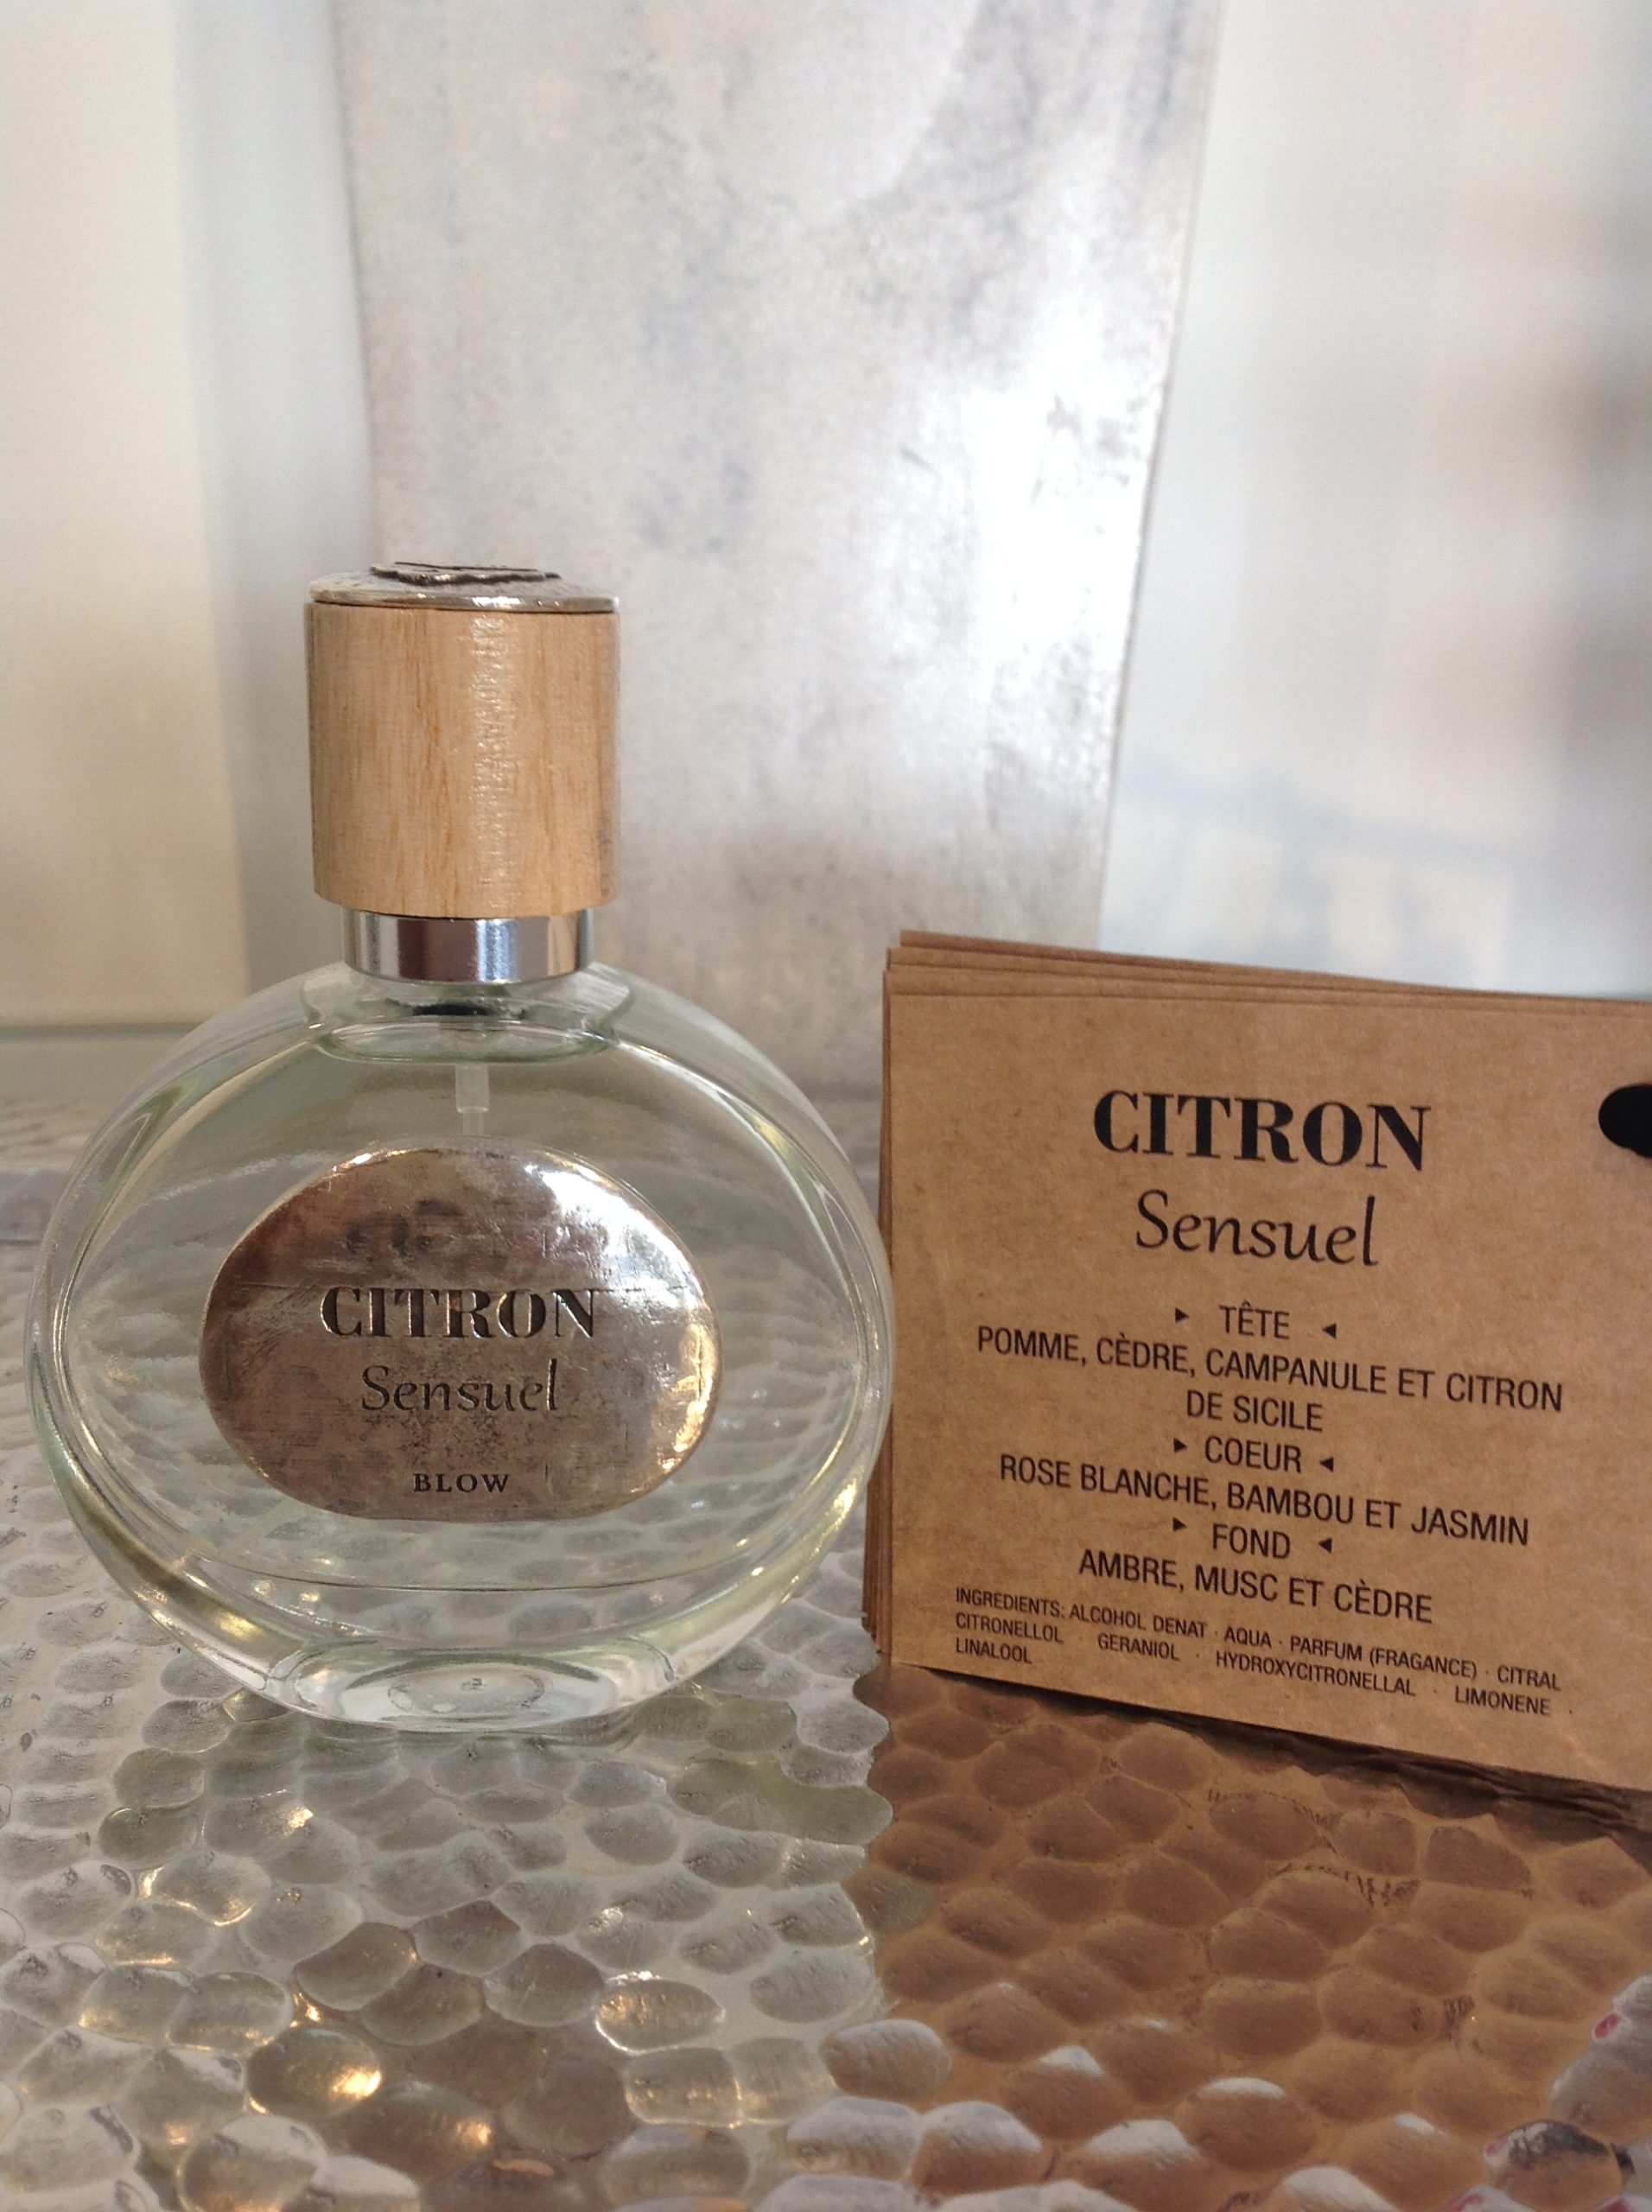 CITRON
Sensuel
BLOW
CITRON
Sensuel
► TÊTE ◄
POMME, CÈDRE, CAMPANULE ET CITRON
DE SICILE
► COEUR ◄
ROSE BLANCHE, BAMBOU ET JASMIN
► FOND ◄
AMBRE, MUSC ET CÈDRE
INGREDIENTS: ALCOHOL DENAT · AQUA · PARFUM (FRAGANCE) · CITRAL
CITRONELLOL · GERANIOL · HYDROXYCITRONELLAL · LIMONENE ·
LINALOOL